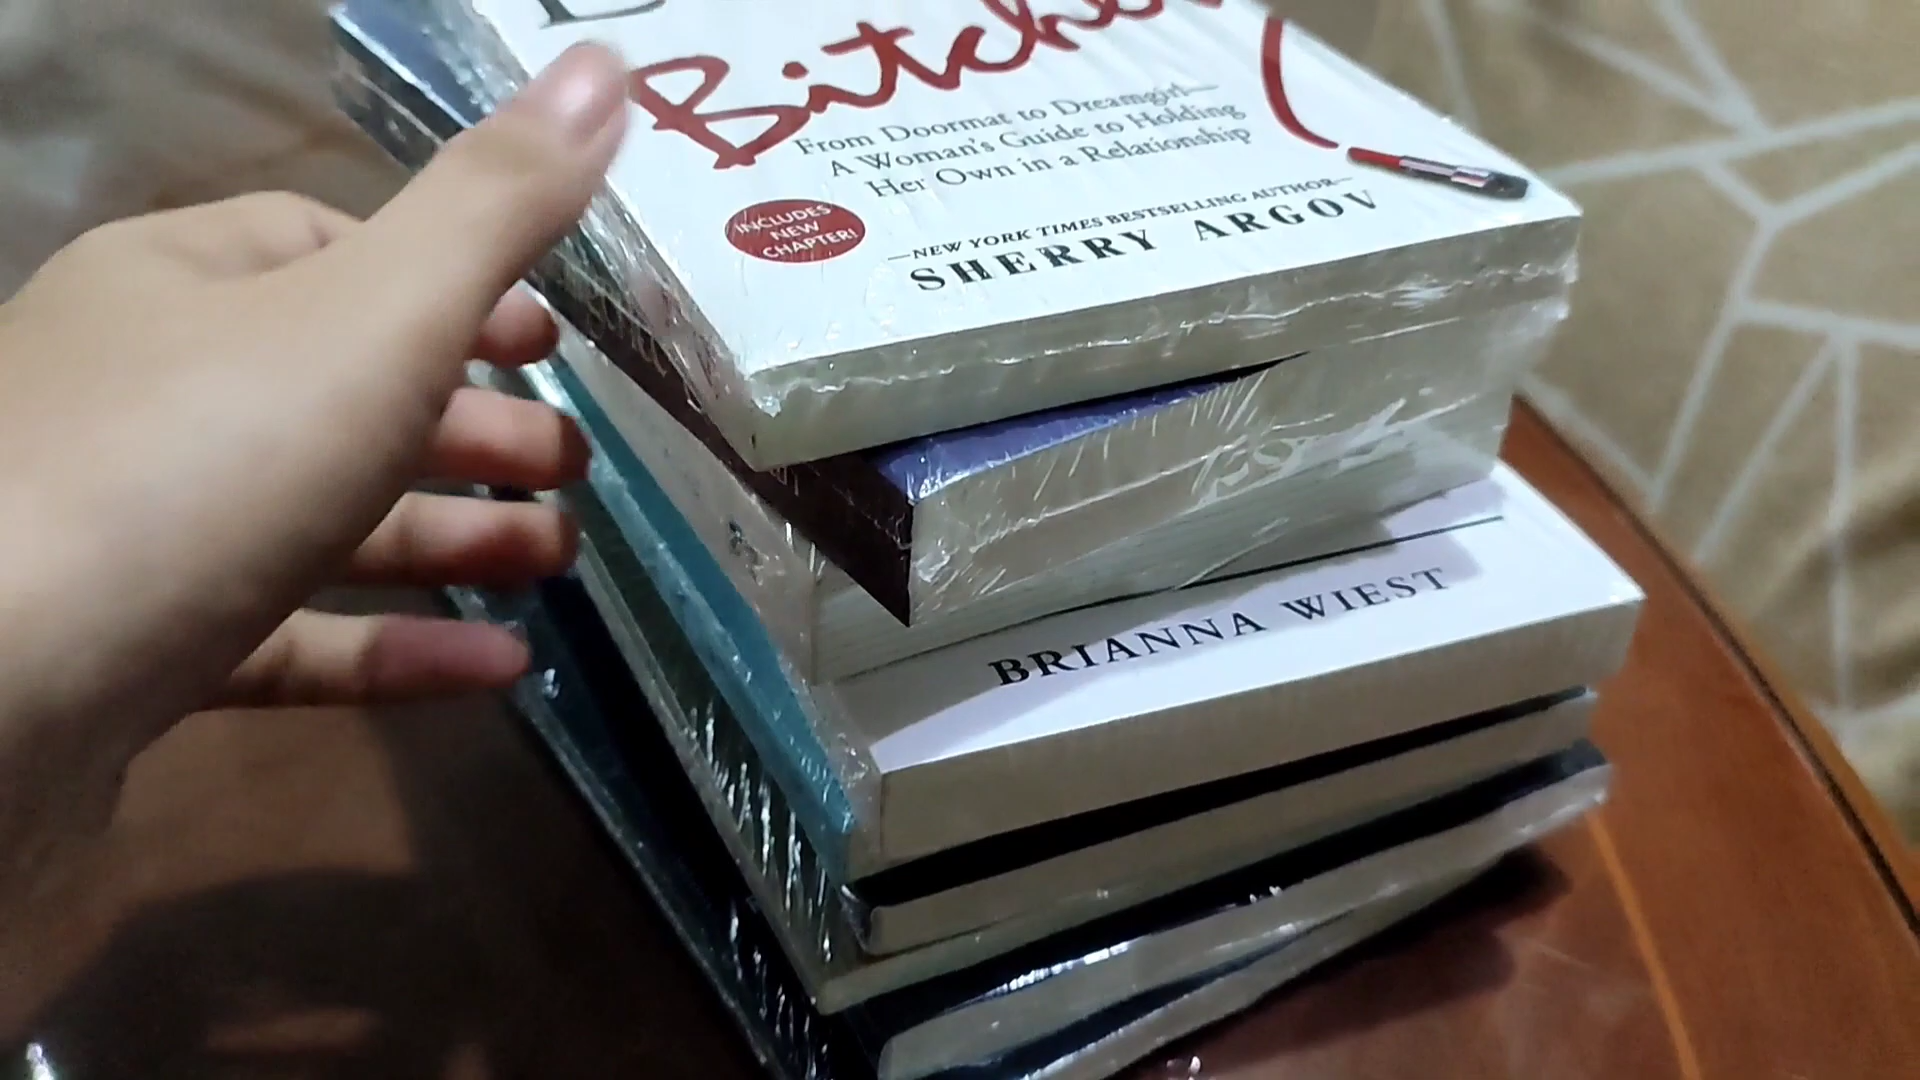 Bitches
From Doormat to Dreamgirl—
A Woman's Guide to Holding
Her Own in a Relationship
INCLUDES
NEW
CHAPTER!
—NEW YORK TIMES BESTSELLING AUTHOR—
SHERRY ARGOV
BRIANNA WIEST